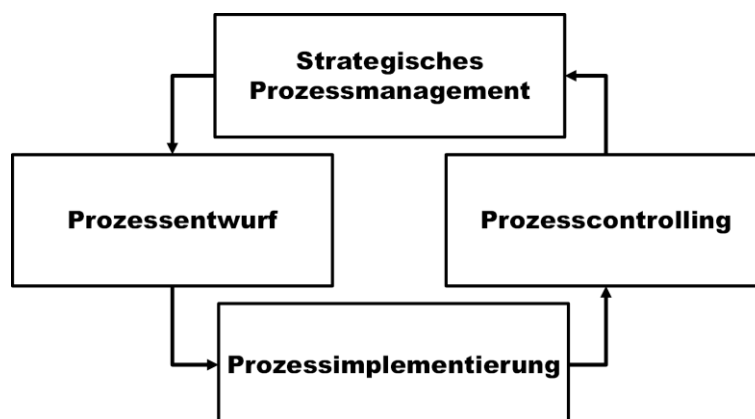 Strategisches
Prozessmanagement
Prozessentwurf
Prozesscontrolling
Prozessimplementierung